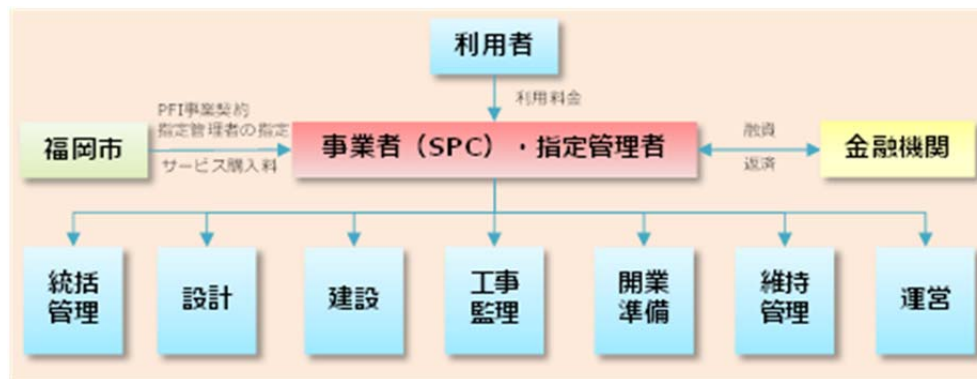 利用者
利用料金
PFI事業契約
指定管理者の指定
サービス購入料
福岡市
事業者（SPC）・指定管理者
融資
返済
金融機関
統括
管理
設計
建設
工事
監理
開業
準備
維持
管理
運営